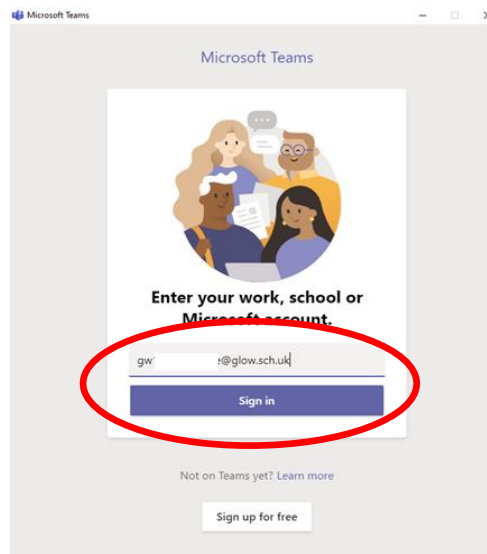 Microsoft Teams
Microsoft Teams
Enter your work, school or
Microsoft account.
gw e@glow.sch.uk
Sign in
Not on Teams yet? Learn more
Sign up for free